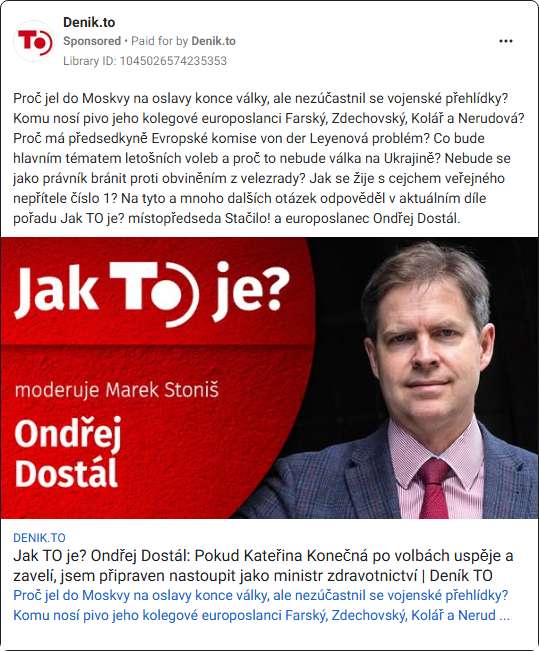 Denik.to
Sponsored • Paid for by Denik.to
Library ID: 1045026574235353
TO
Proč jel do Moskvy na oslavy konce války, ale nezúčastnil se vojenské přehlídky?
Komu nosí pivo jeho kolegové europoslanci Farský, Zdechovský, Kolář a Nerudová?
Proč má předsedkyně Evropské komise von der Leyenová problém? Co bude
hlavním tématem letošních voleb a proč to nebude válka na Ukrajině? Nebude se
jako právník bránit proti obviněním z velezrady? Jak se žije s cejchem veřejného
nepřítele číslo 1? Na tyto a mnoho dalších otázek odpověděl v aktuálním díle
pořadu Jak TO je? místopředseda Stačilo! a europoslanec Ondřej Dostál.
Jak TO je?
moderuje Marek Stoniš
Ondřej
Dostál
DENIK.TO
Jak TO je? Ondřej Dostál: Pokud Kateřina Konečná po volbách uspěje a
zavelí, jsem připraven nastoupit jako ministr zdravotnictví | Deník TO
Proč jel do Moskvy na oslavy konce války, ale nezúčastnil se vojenské přehlídky?
Komu nosí pivo jeho kolegové europoslanci Farský, Zdechovský, Kolář a Nerud ...